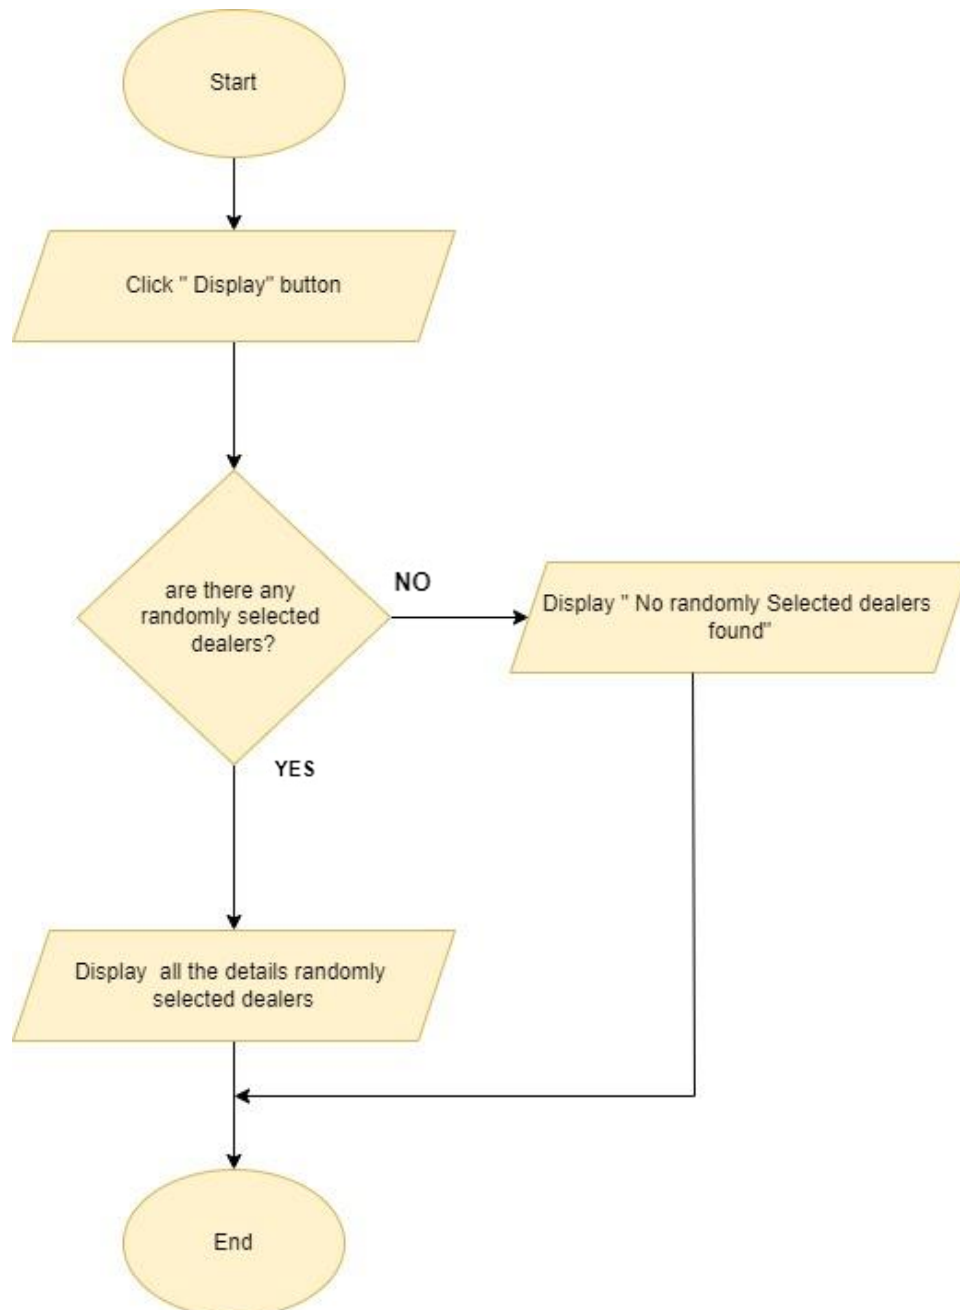 Start
Click " Display" button
are there any
randomly selected
dealers?
NO
Display " No randomly Selected dealers
found"
YES
Display  all the details randomly
selected dealers
End